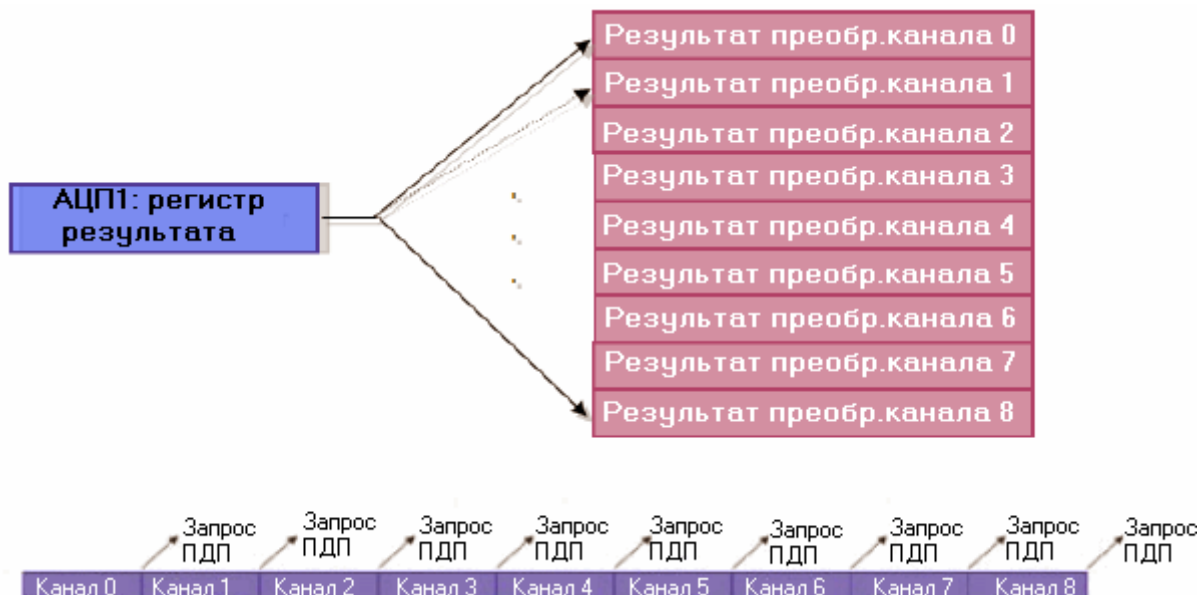 Результат преобр.канала 0
Результат преобр.канала 1
Результат преобр.канала 2
Результат преобр.канала 3
АЦП1: регистр
результата
Результат преобр.канала 4
Результат преобр.канала 5
Результат преобр.канала 6
Результат преобр.канала 7
Результат преобр.канала 8
Запрос
ПДП
Запрос
ПДП
Запрос
ПДП
Запрос
ПДП
Запрос
ПДП
Запрос
ПДП
Запрос
ПДП
Запрос
ПДП
Запрос
ПДП
Канал 0 Канал 1 Канал 2 Канал 3 Канал 4 Канал 5 Канал 6 Канал 7 Канал 8